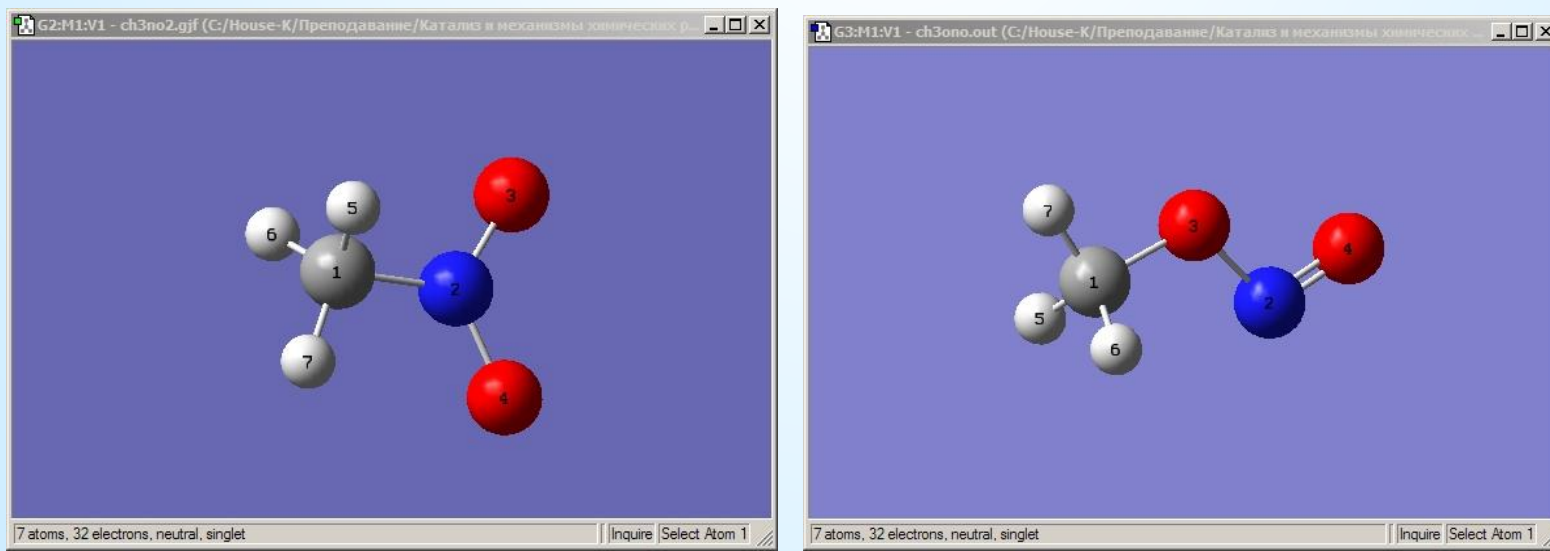 G2:M1:V1 - ch3no2.gjf (C:/House-K/Преподавание/Катализ и механизмы химических р...
6
5
1
7
2
3
4
7 atoms, 32 electrons, neutral, singlet
Inquire
Select Atom 1
G3:M1:V1 - ch3ono.out (C:/House-K/Преподавание/Катализ и механизмы химических ...
7
3
4
1
2
5
6
7 atoms, 32 electrons, neutral, singlet
Inquire
Select Atom 1